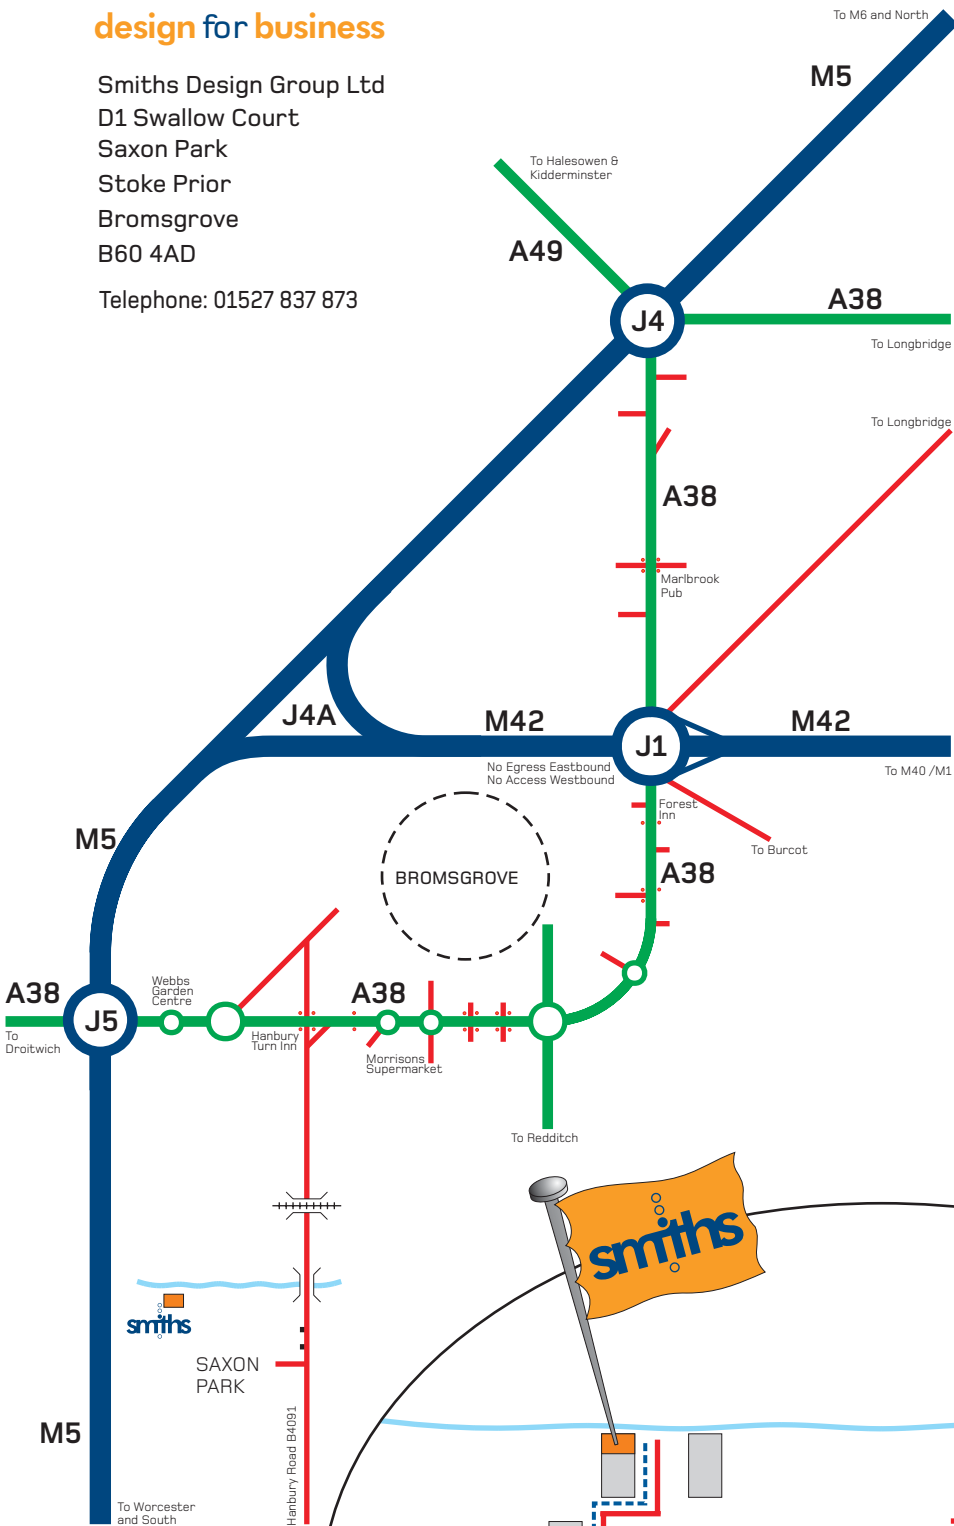 design for business
Smiths Design Group Ltd
D1 Swallow Court
Saxon Park
Stoke Prior
Bromsgrove
B60 4AD
Telephone: 01527 837 873
To M6 and North
M5
To Halesowen &
Kidderminster
A49
J4
A38
To Longbridge
To Longbridge
A38
Marlbrook
Pub
J4A
M42
J1
M42
No Egress Eastbound
No Access Westbound
To M40 /M1
Forest
Inn
To Burcot
M5
BROMSGROVE
A38
A38
To
Droitwich
J5
Webbs
Garden
Centre
Hanbury
Turn Inn
A38
Morrisons
Supermarket
To Redditch
smiths
smiths
SAXON
PARK
Hanbury Road B4091
M5
To Worcester
and South